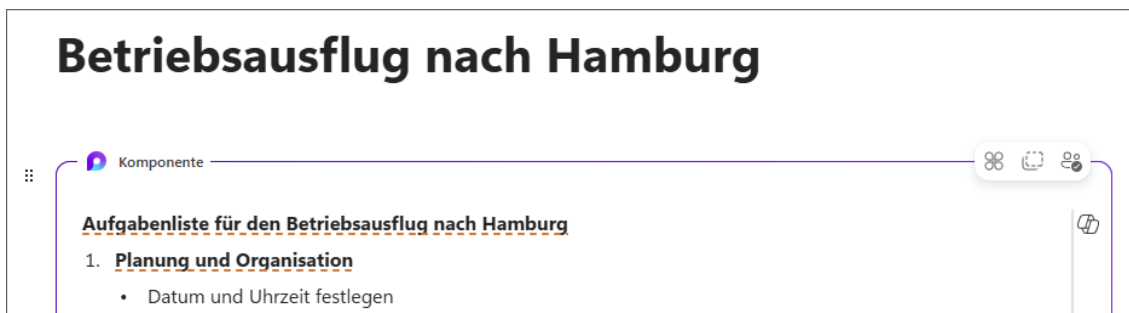 Betriebsausflug nach Hamburg
Komponente
Aufgabenliste für den Betriebsausflug nach Hamburg
1. Planung und Organisation
• Datum und Uhrzeit festlegen